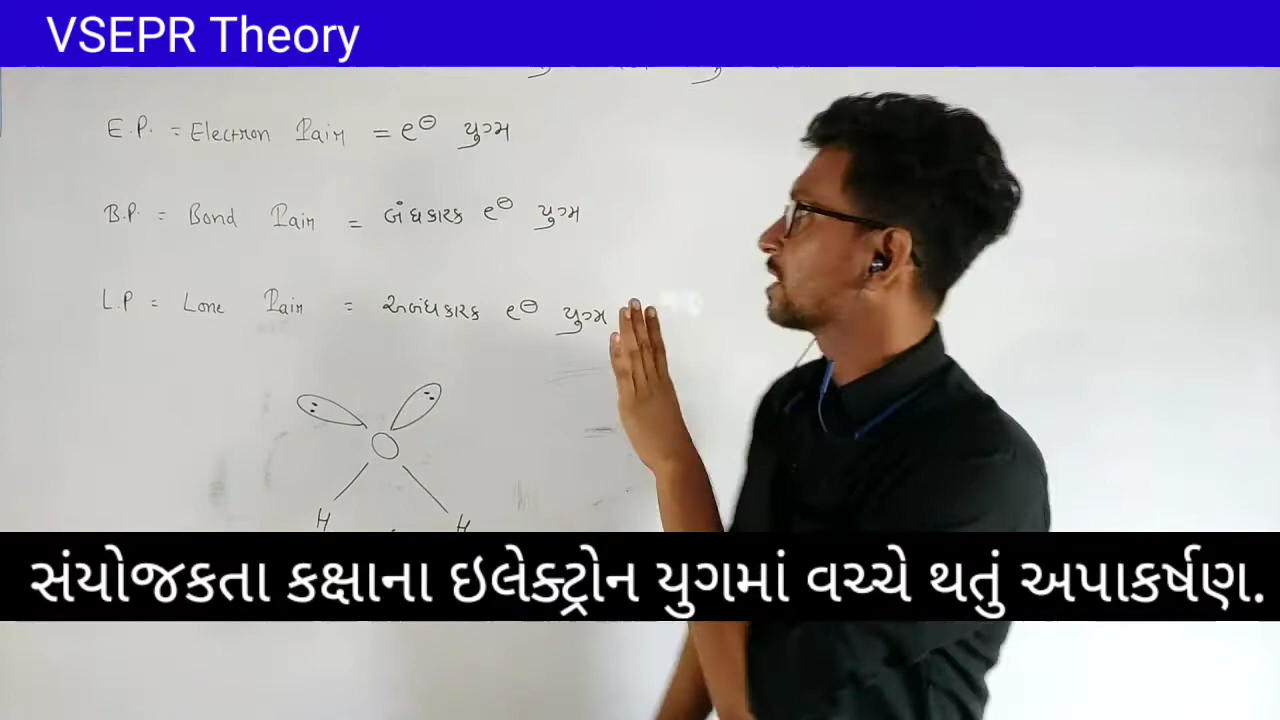 VSEPR Theory
E.P. = Electron Pair = e⊖ યુગ્મ
B.P. = Bond Pair = બંધકારક e⊖ યુગ્મ
L.P = Lone Pair = અબંધકારક e⊖ યુગ્મ
O
H H
સંયોજકતા કક્ષાના ઇલેક્ટ્રોન યુગમાં વચ્ચે થતું અપાકર્ષણ.